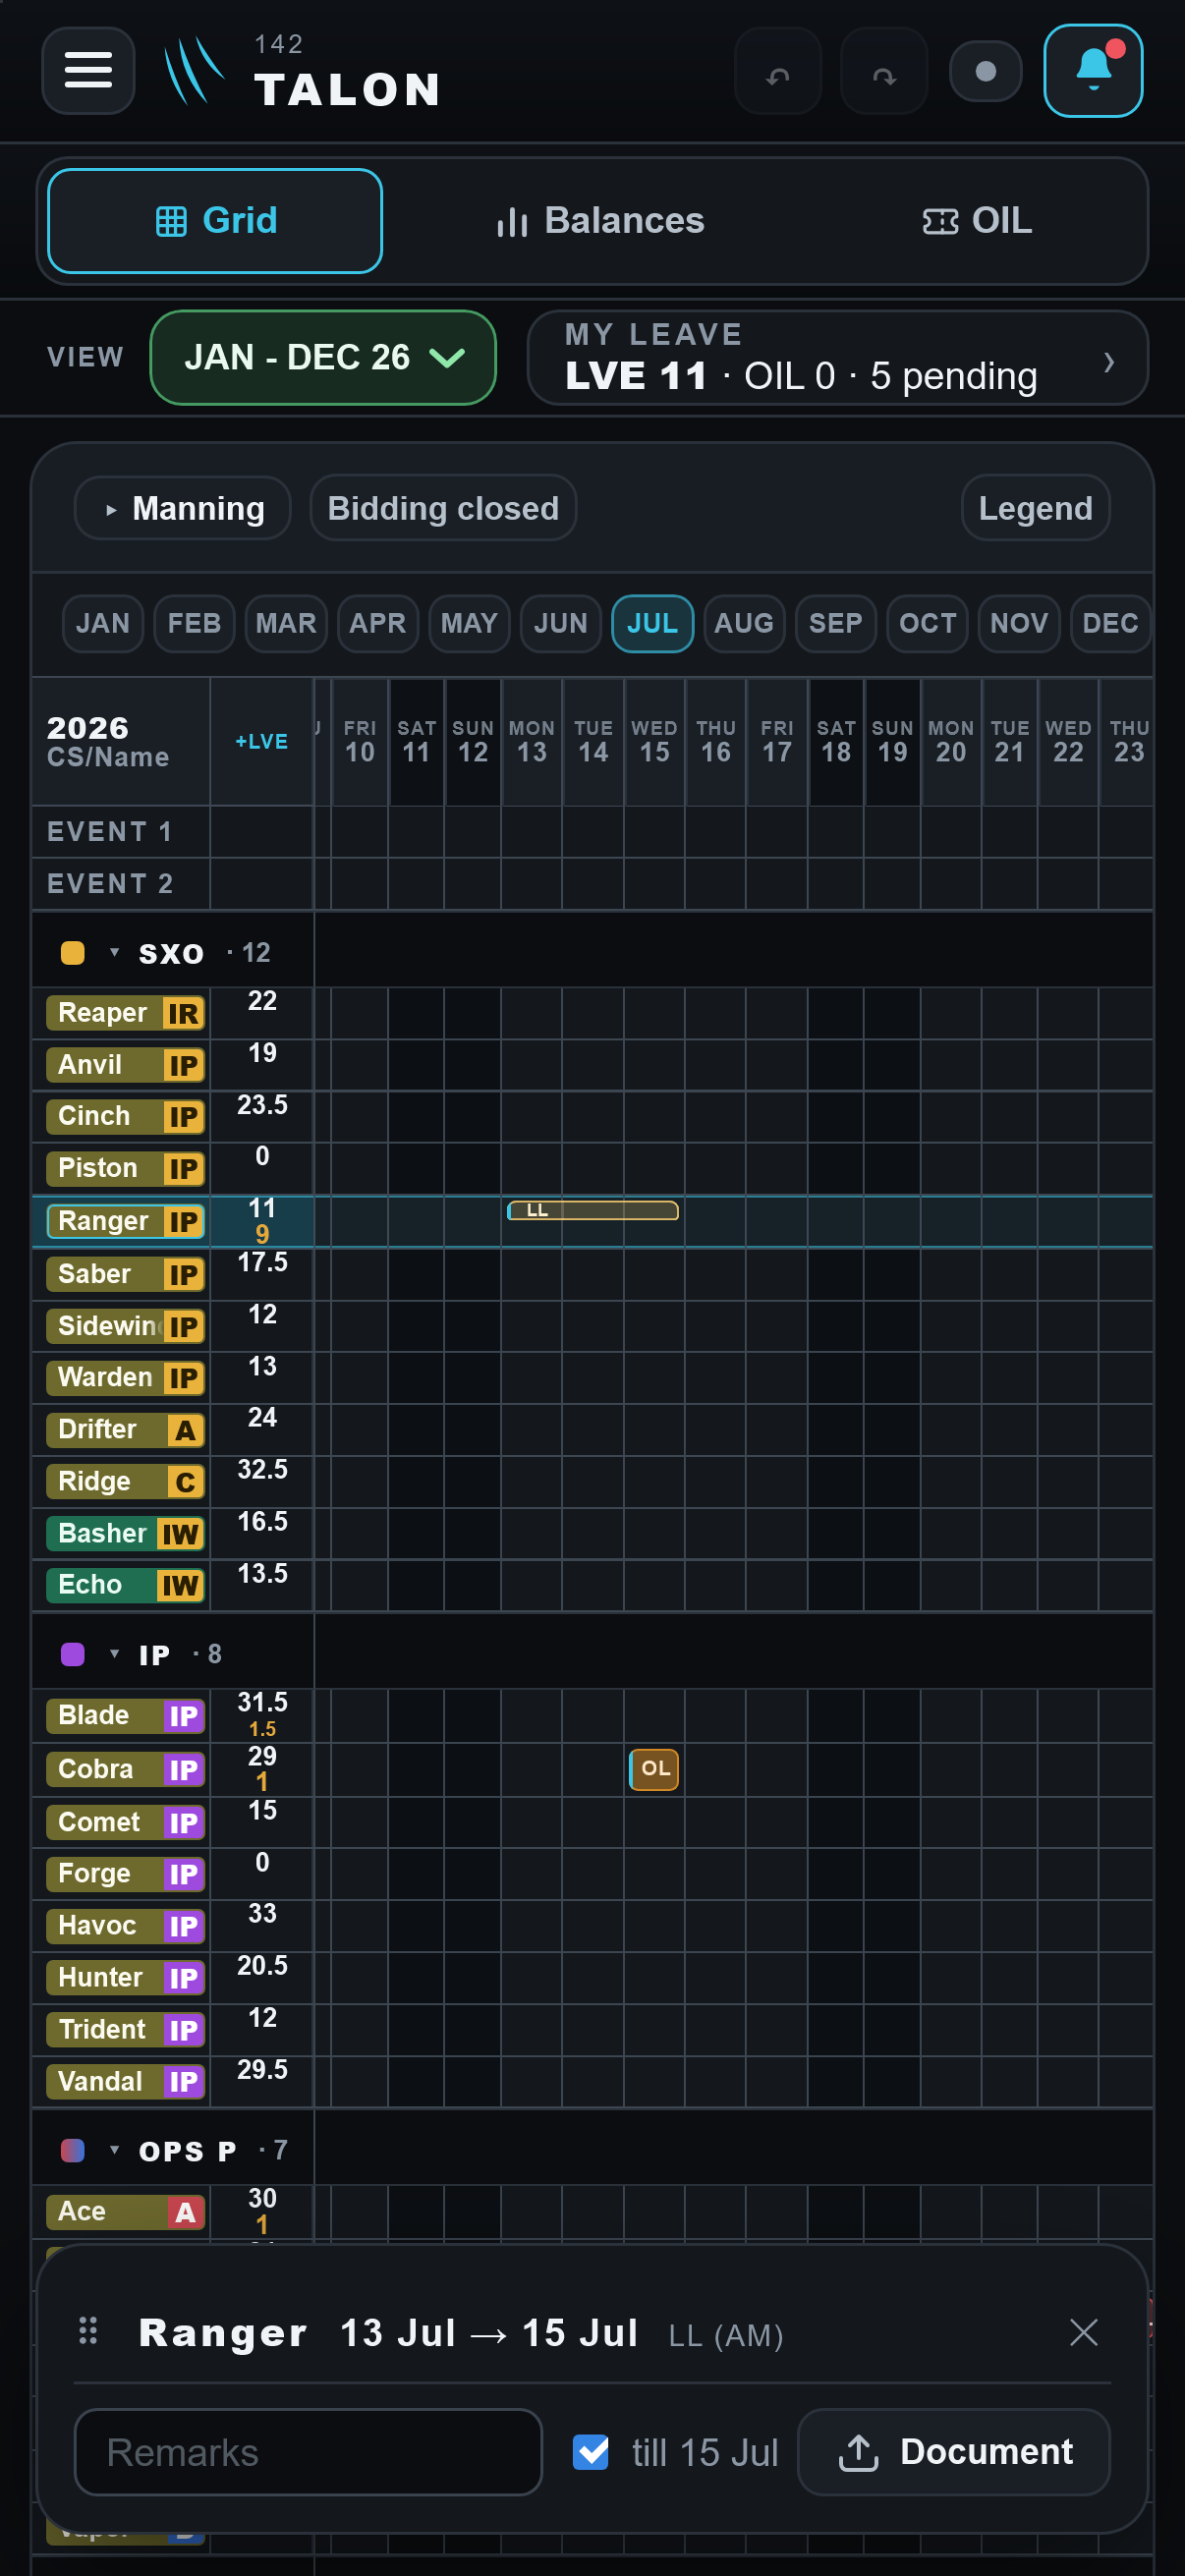 142
TALON
Grid
Balances
OIL
VIEW
JAN - DEC 26
MY LEAVE
LVE 11 · OIL 0 · 5 pending
Manning
Bidding closed
Legend
JAN FEB MAR APR MAY JUN JUL AUG SEP OCT NOV DEC
2026
CS/Name
+LVE
FRI 10
SAT 11
SUN 12
MON 13
TUE 14
WED 15
THU 16
FRI 17
SAT 18
SUN 19
MON 20
TUE 21
WED 22
THU 23
EVENT 1
EVENT 2
SXO · 12
Reaper IR 22
Anvil IP 19
Cinch IP 23.5
Piston IP 0
Ranger IP 11 9 LL
Saber IP 17.5
Sidewin IP 12
Warden IP 13
Drifter A 24
Ridge C 32.5
Basher IW 16.5
Echo IW 13.5
IP · 8
Blade IP 31.5 1.5
Cobra IP 29 1 OL
Comet IP 15
Forge IP 0
Havoc IP 33
Hunter IP 20.5
Trident IP 12
Vandal IP 29.5
OPS P · 7
Ace A 30 1
Ranger 13 Jul → 15 Jul LL (AM)
Remarks
till 15 Jul
Document